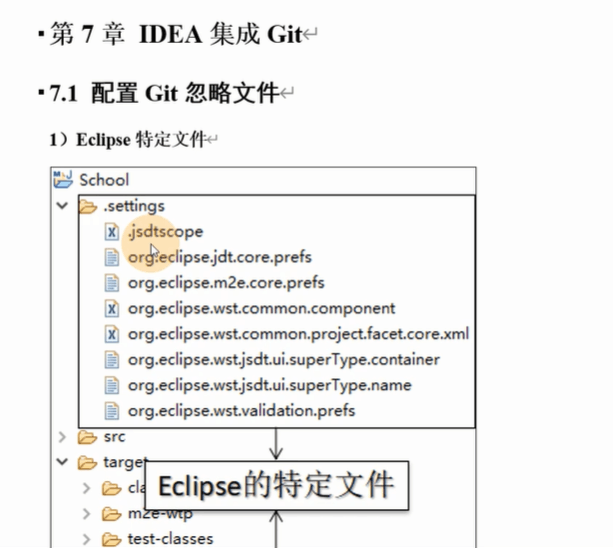 第 7 章 IDEA 集成 Git
7.1 配置 Git 忽略文件
1）Eclipse 特定文件
School
.settings
.jsdtscope
org.eclipse.jdt.core.prefs
org.eclipse.m2e.core.prefs
org.eclipse.wst.common.component
org.eclipse.wst.common.project.facet.core.xml
org.eclipse.wst.jsdt.ui.superType.container
org.eclipse.wst.jsdt.ui.superType.name
org.eclipse.wst.validation.prefs
src
target
Eclipse的特定文件
m2e-wtp
test-classes